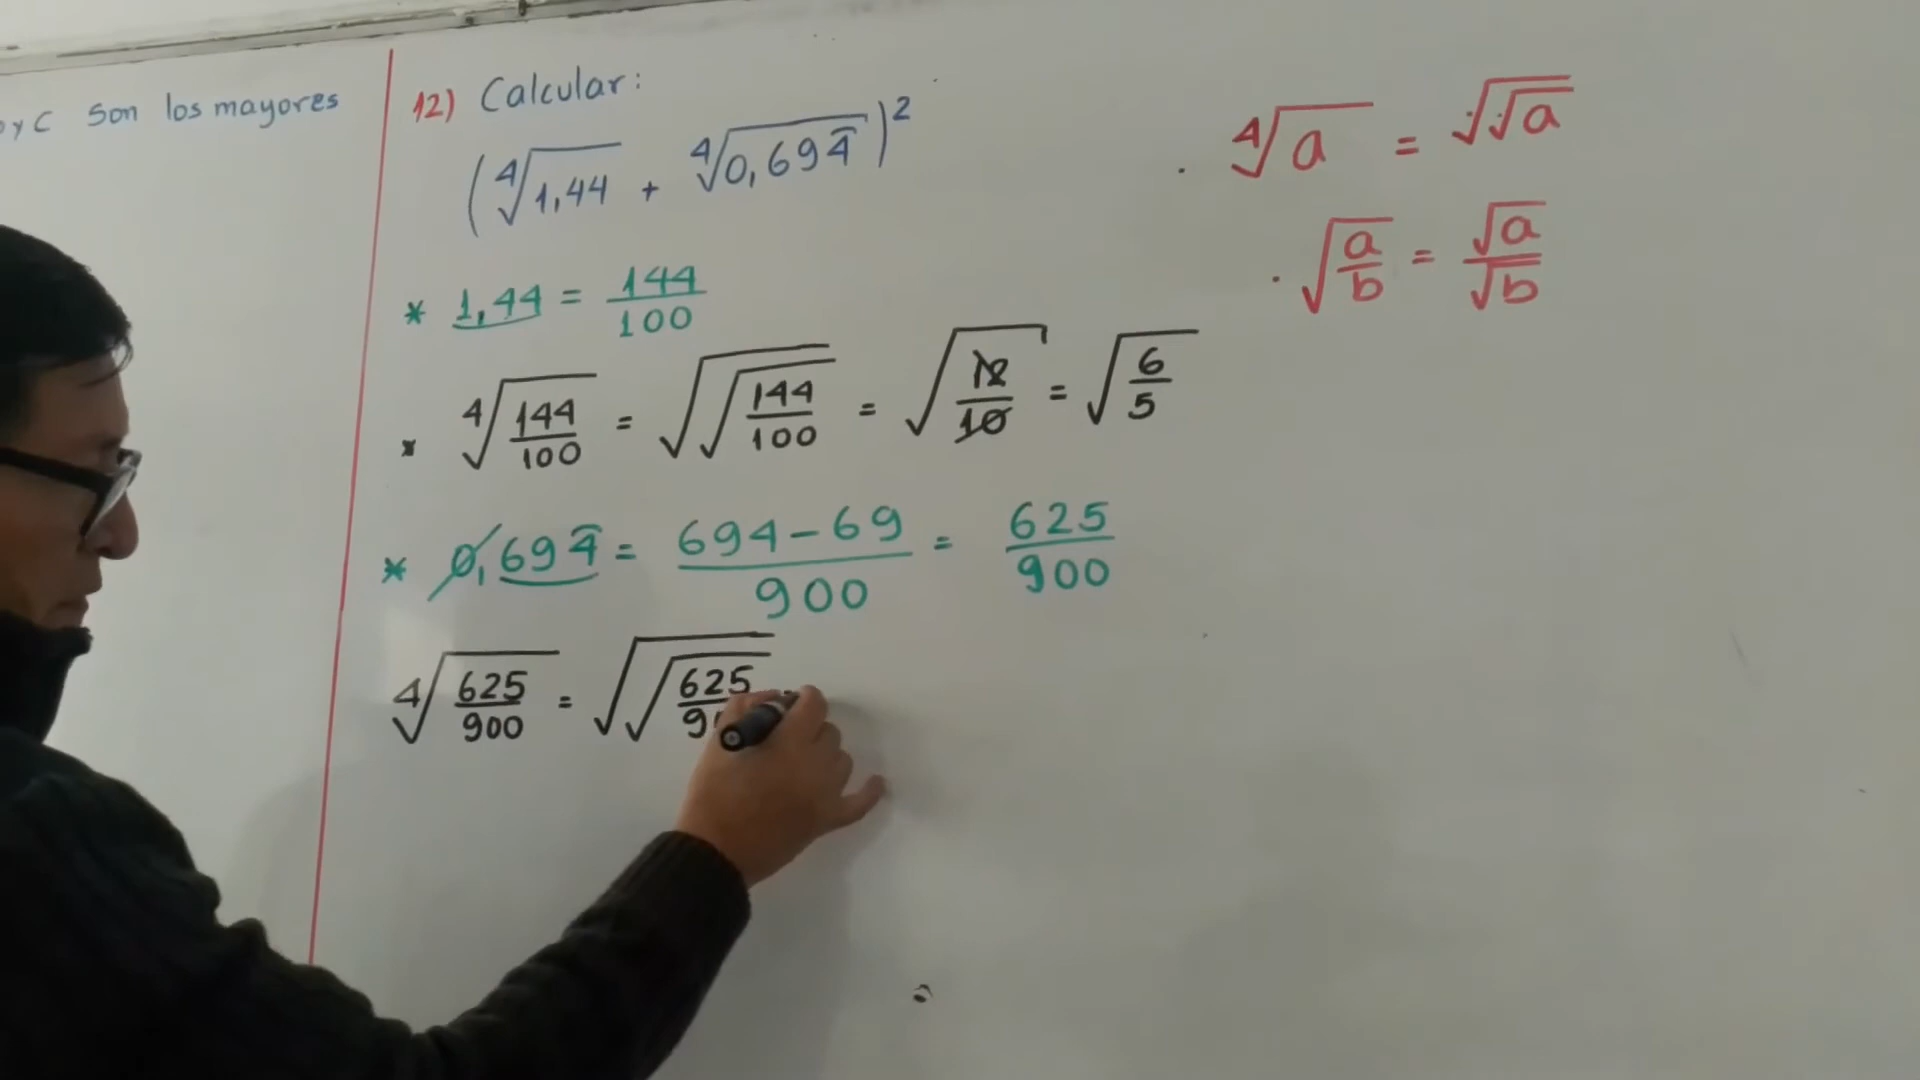 y C son los mayores
12) Calcular:
(∜1,44 + ∜0,694̅)²
* 1,44 = 144/100
* ∜(144/100) = √√(144/100) = √(12/10) = √(6/5)
* 0,694̅ = (694-69)/900 = 625/900
∜(625/900) = √√(625/9
. ∜a = √√a
. √(a/b) = √a/√b